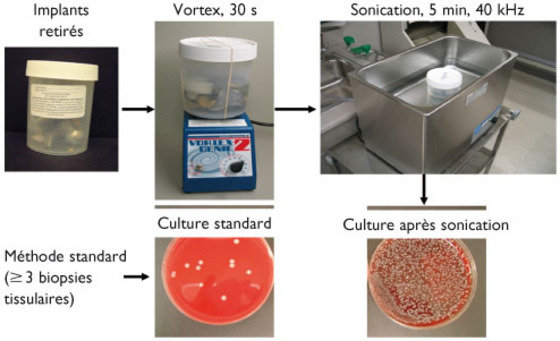 Implants
retirés
Vortex, 30 s
Sonication, 5 min, 40 kHz
VORTEX
GENIE 2
Culture standard
Culture après sonication
Méthode standard
(≥ 3 biopsies
tissulaires)